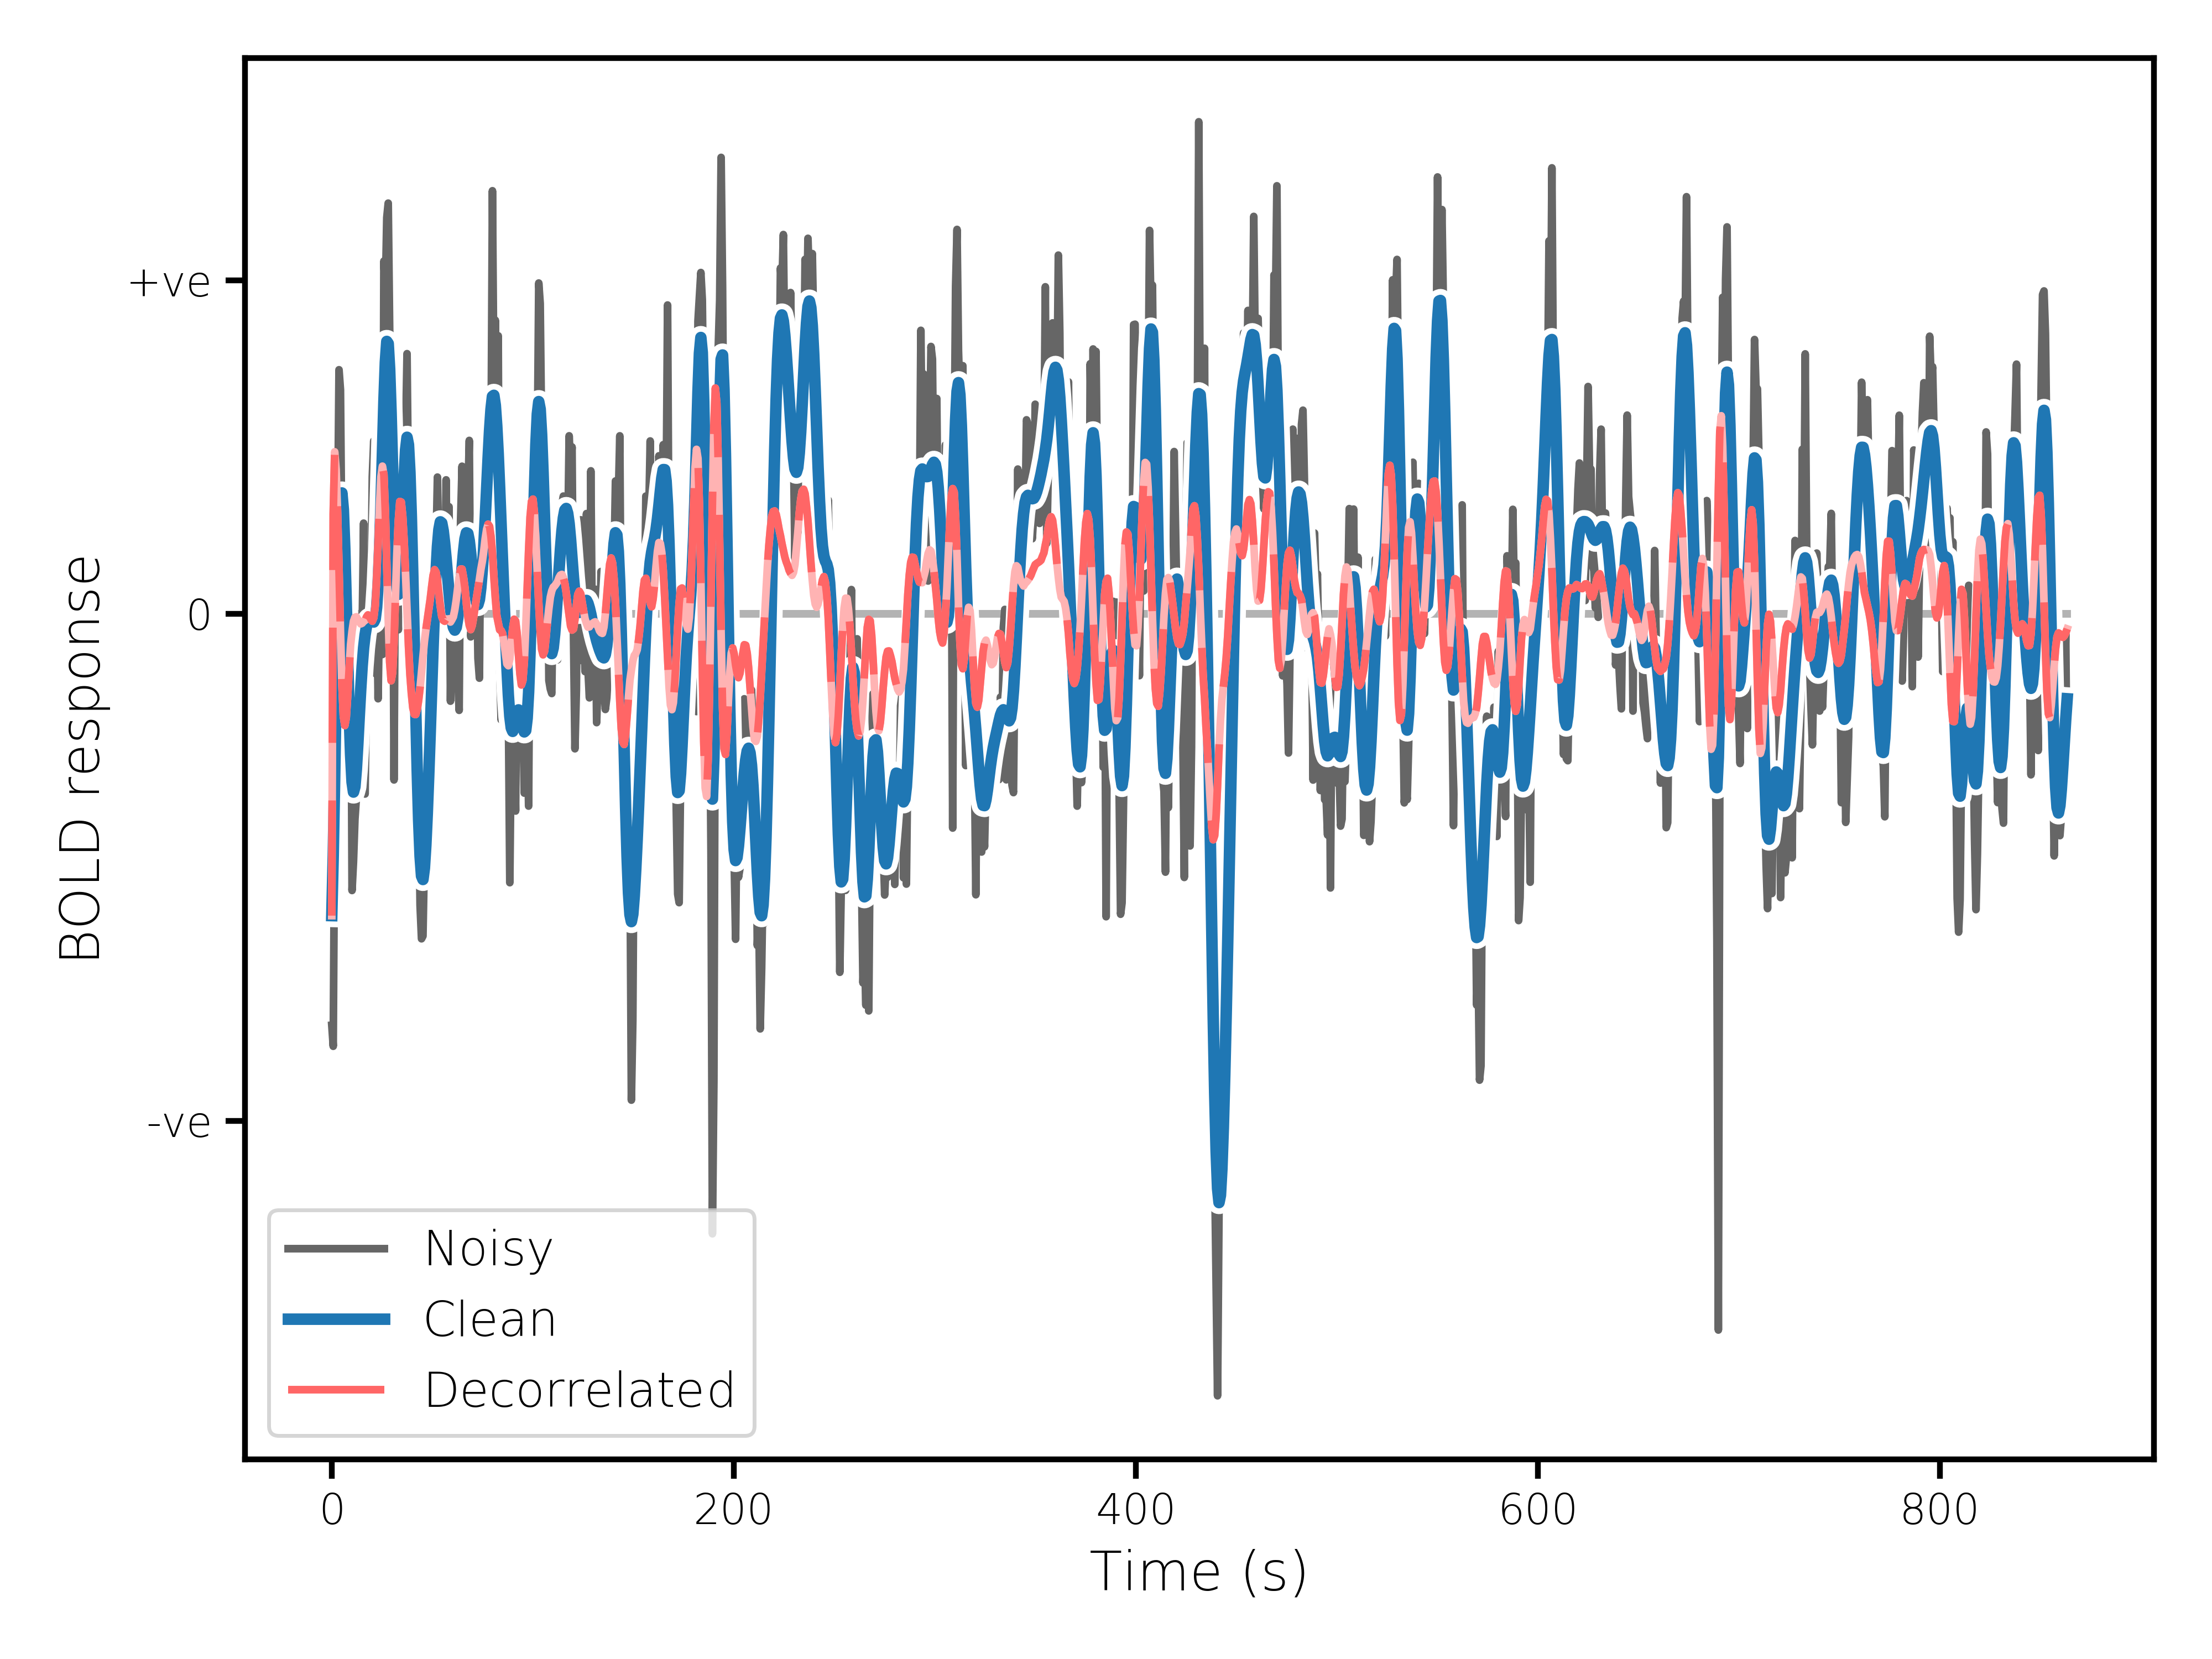 BOLD response
+ve
0
-ve
Noisy
Clean
Decorrelated
0
200
400
600
800
Time (s)